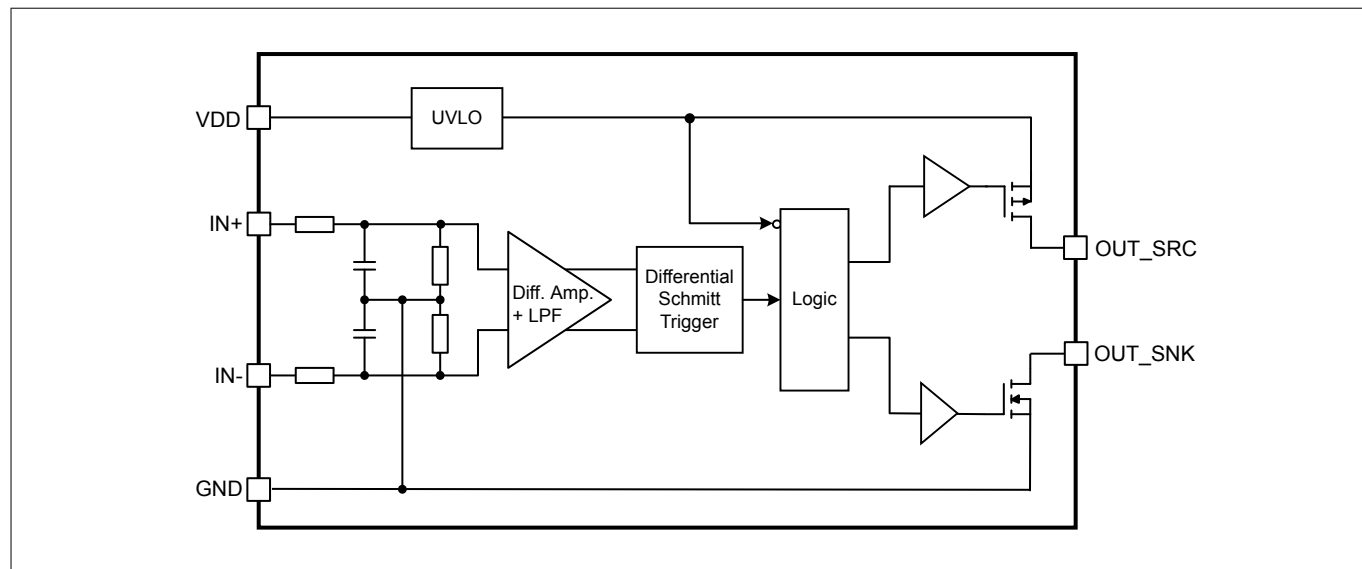 VDD
UVLO
IN+
OUT_SRC
Diff. Amp.
+ LPF
Differential
Schmitt
Trigger
Logic
OUT_SNK
IN-
GND